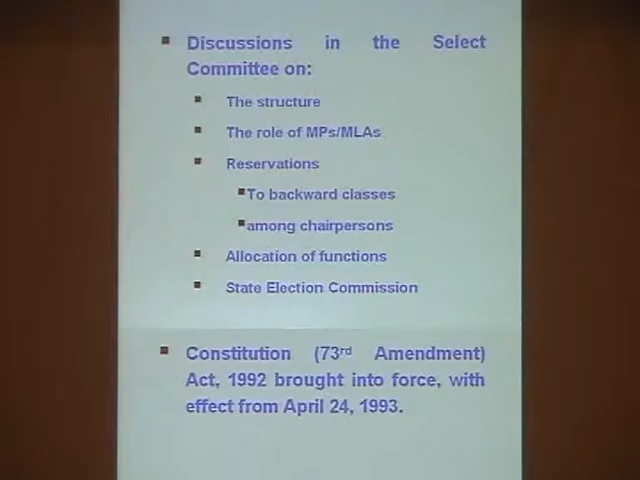 Discussions in the Select
Committee on:
The structure
The role of MPs/MLAs
Reservations
To backward classes
among chairpersons
Allocation of functions
State Election Commission
Constitution (73rd Amendment)
Act, 1992 brought into force, with
effect from April 24, 1993.